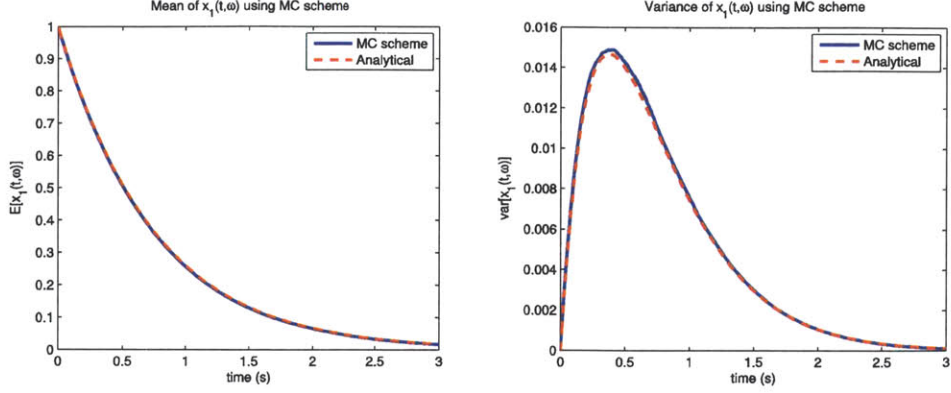 Mean of x₁(t,ω) using MC scheme
MC scheme
Analytical
1
0.9
0.8
0.7
0.6
0.5
0.4
0.3
0.2
0.1
0
E[x₁(t,ω)]
0 0.5 1 1.5 2 2.5 3
time (s)
Variance of x₁(t,ω) using MC scheme
MC scheme
Analytical
0.016
0.014
0.012
0.01
0.008
0.006
0.004
0.002
0
var[x₁(t,ω)]
0 0.5 1 1.5 2 2.5 3
time (s)